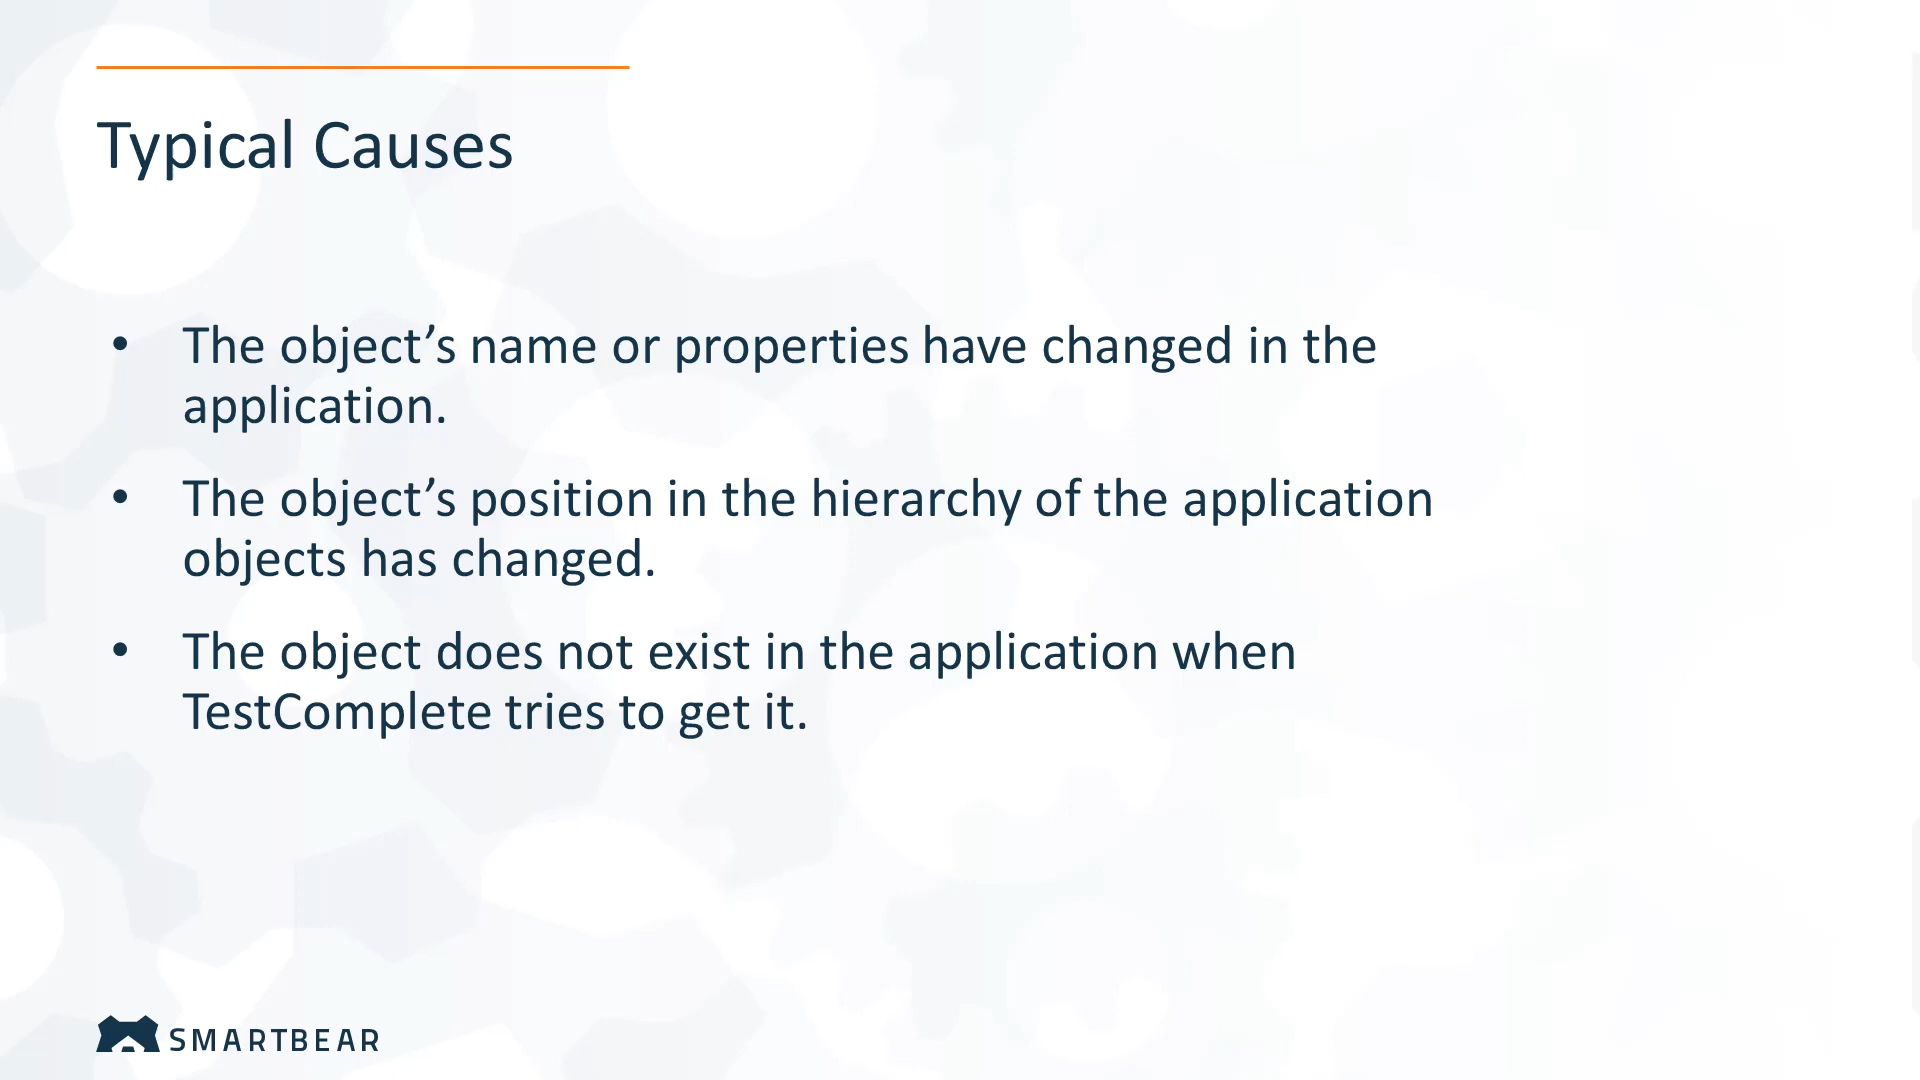 Typical Causes
• The object’s name or properties have changed in the
application.
• The object’s position in the hierarchy of the application
objects has changed.
• The object does not exist in the application when
TestComplete tries to get it.
SMARTBEAR